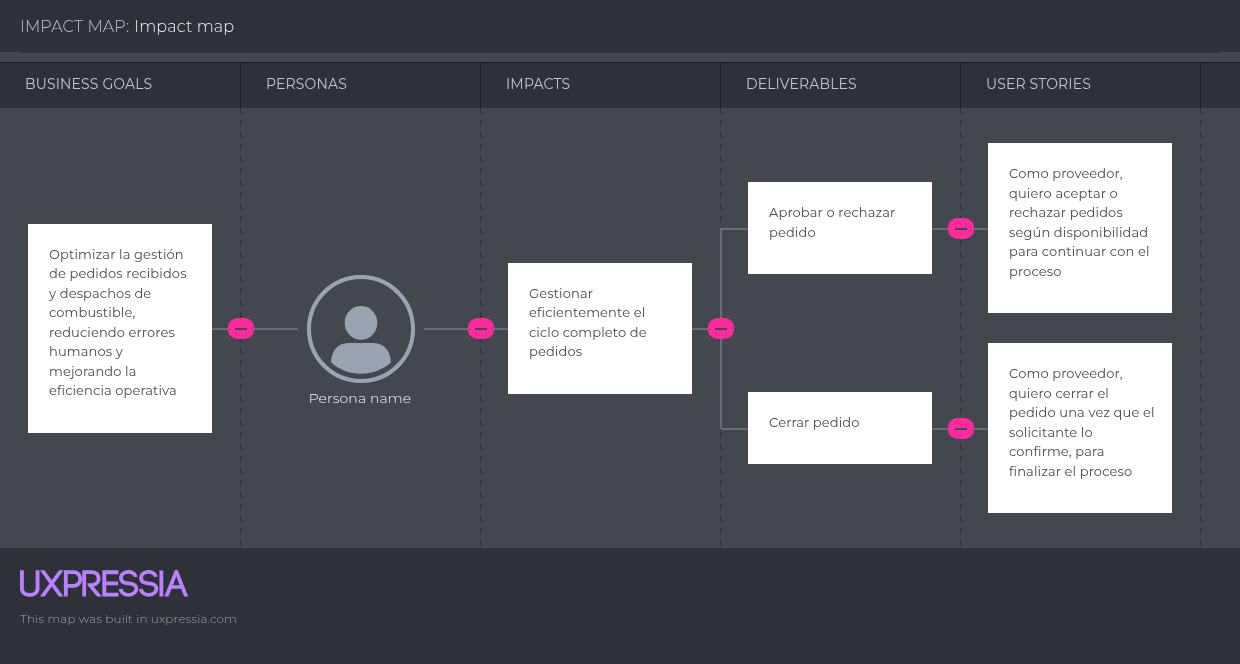 IMPACT MAP: Impact map
BUSINESS GOALS
PERSONAS
IMPACTS
DELIVERABLES
USER STORIES
Optimizar la gestión
de pedidos recibidos
y despachos de
combustible,
reduciendo errores
humanos y
mejorando la
eficiencia operativa
Persona name
Gestionar
eficientemente el
ciclo completo de
pedidos
Aprobar o rechazar
pedido
Como proveedor,
quiero aceptar o
rechazar pedidos
según disponibilidad
para continuar con el
proceso
Cerrar pedido
Como proveedor,
quiero cerrar el
pedido una vez que el
solicitante lo
confirme, para
finalizar el proceso
UXPRESSIA
This map was built in uxpressia.com